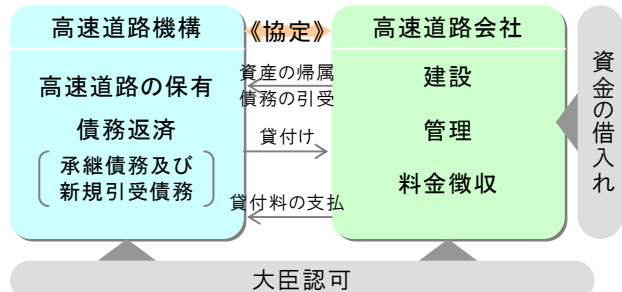 高速道路機構
《協定》
高速道路会社
高速道路の保有
債務返済
承継債務及び
新規引受債務
資産の帰属
債務の引受
貸付け
貸付料の支払
建設
管理
料金徴収
資金の借入れ
大臣認可